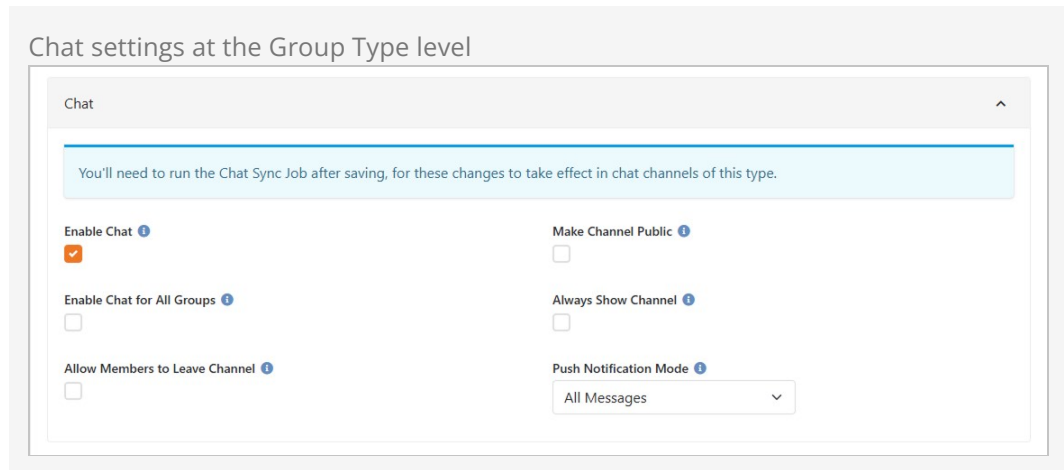 Chat settings at the Group Type level
Chat
You'll need to run the Chat Sync Job after saving, for these changes to take effect in chat channels of this type.
Enable Chat
Make Channel Public
Enable Chat for All Groups
Always Show Channel
Allow Members to Leave Channel
Push Notification Mode
All Messages